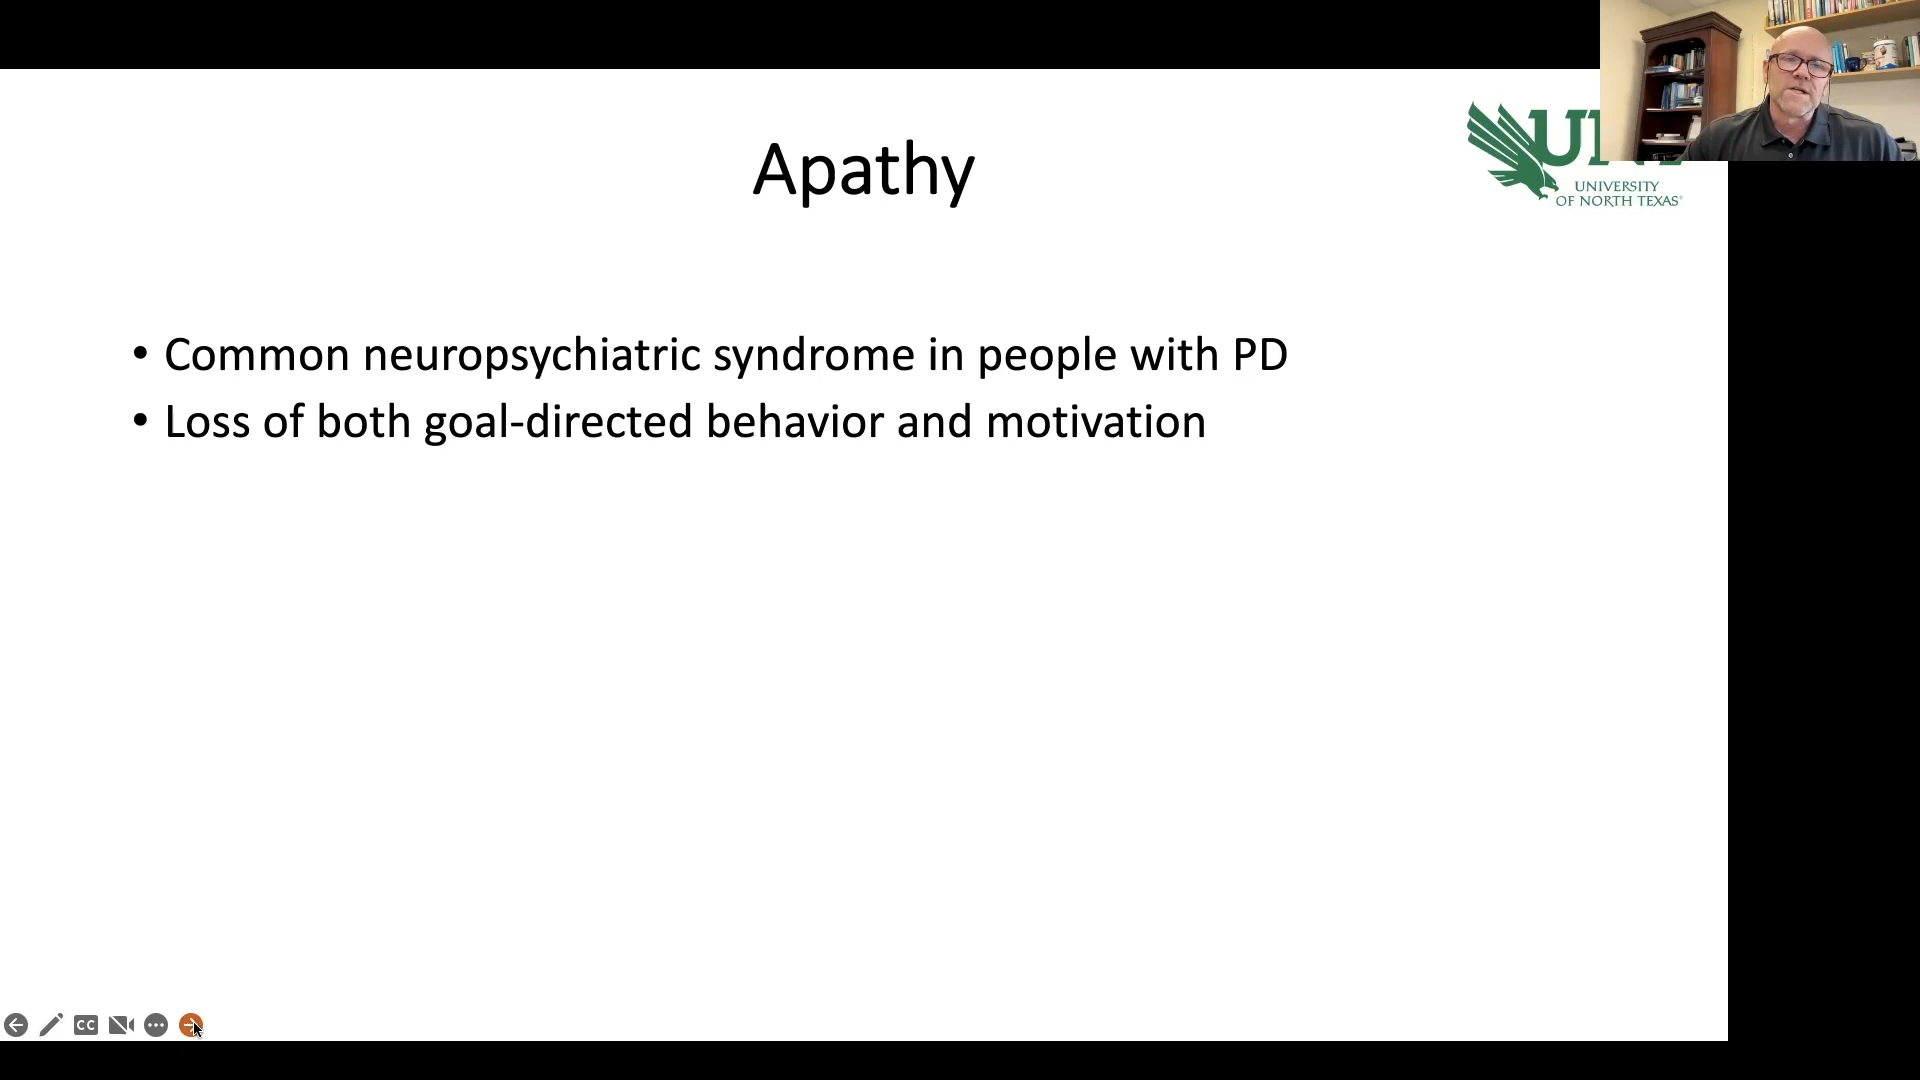 Apathy
UNIVERSITY
OF NORTH TEXAS®
• Common neuropsychiatric syndrome in people with PD
• Loss of both goal-directed behavior and motivation
CC